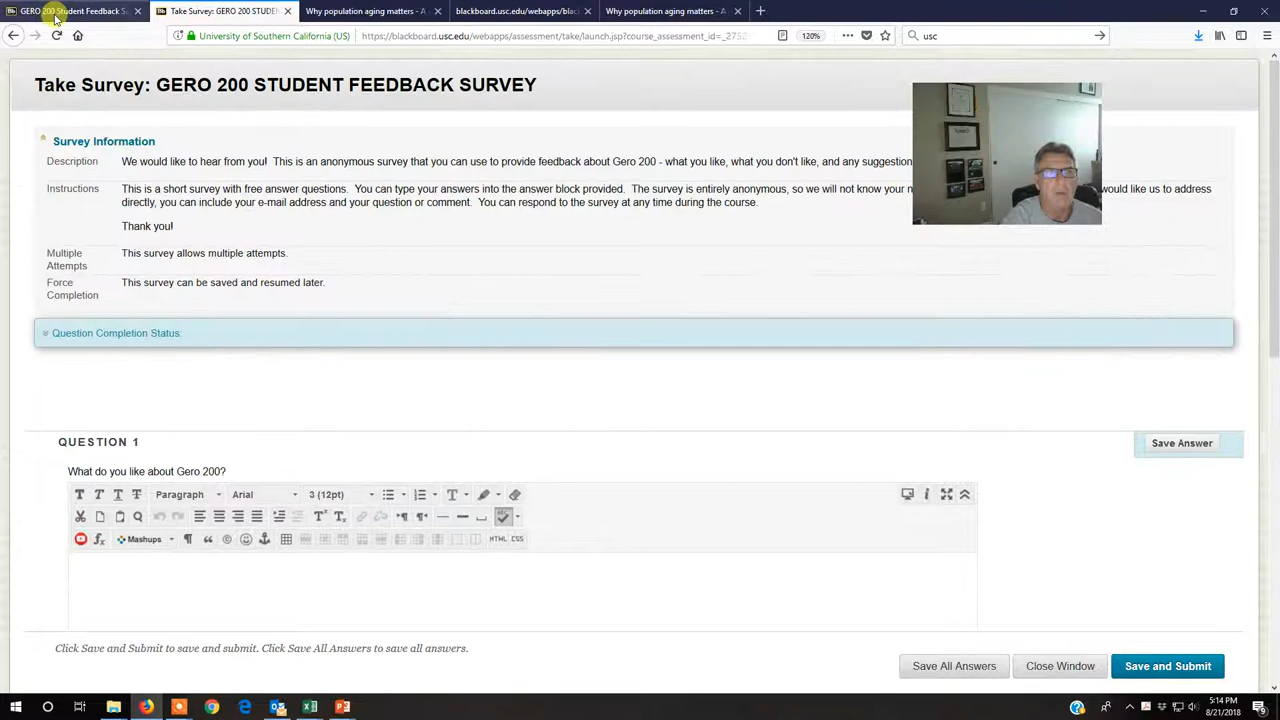 GERO 200 Student Feedback S
Take Survey: GERO 200 STUDEN
Why population aging matters - A
blackboard.usc.edu/webapps/blac
Why population aging matters - A
University of Southern California (US)
https://blackboard.usc.edu/webapps/assessment/take/launch.jsp?course_assessment_id=_2752
120%
usc
Take Survey: GERO 200 STUDENT FEEDBACK SURVEY
Survey Information
Description We would like to hear from you! This is an anonymous survey that you can use to provide feedback about Gero 200 - what you like, what you don't like, and any suggestion
Instructions This is a short survey with free answer questions. You can type your answers into the answer block provided. The survey is entirely anonymous, so we will not know your n would like us to address
directly, you can include your e-mail address and your question or comment. You can respond to the survey at any time during the course.
Thank you!
Multiple Attempts This survey allows multiple attempts.
Force Completion This survey can be saved and resumed later.
Question Completion Status:
QUESTION 1
Save Answer
What do you like about Gero 200?
Paragraph Arial 3 (12pt)
Mashups HTML CSS
Click Save and Submit to save and submit. Click Save All Answers to save all answers.
Save All Answers Close Window Save and Submit
5:14 PM
8/21/2018